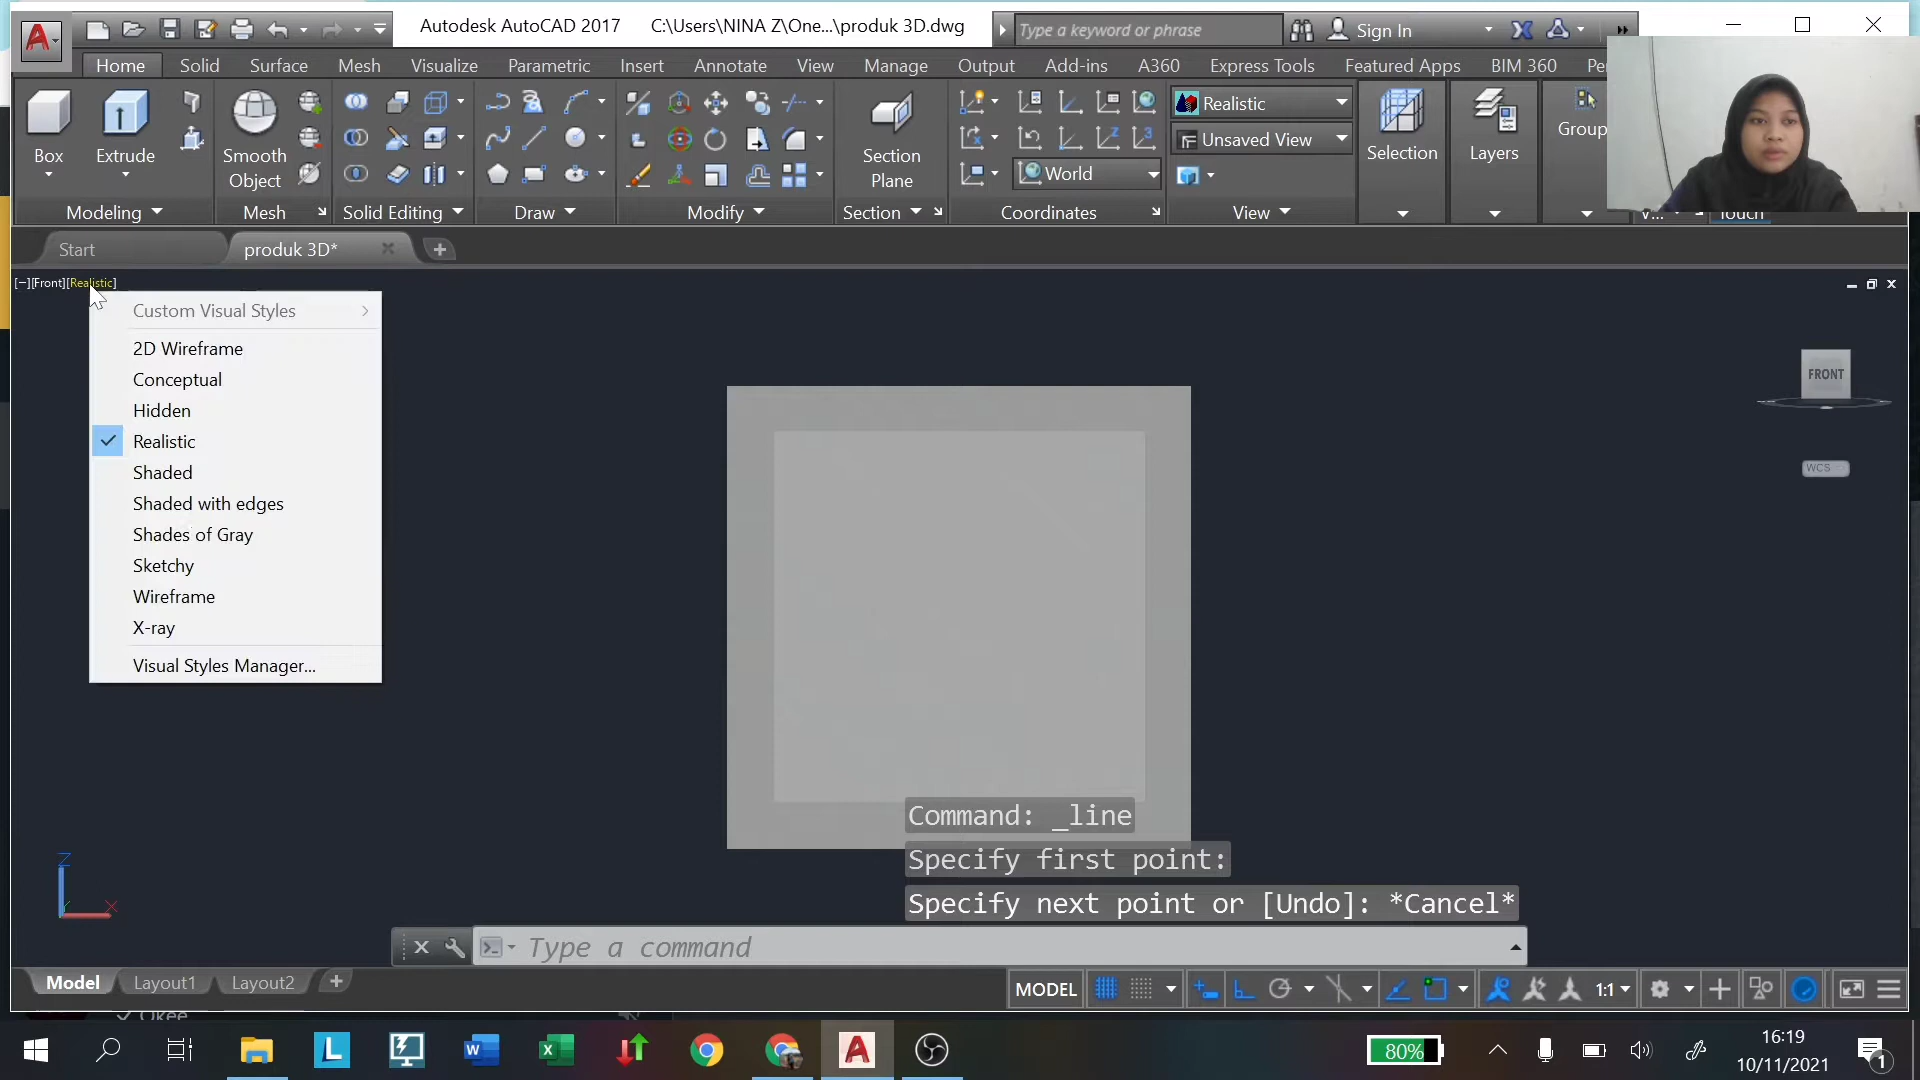 Autodesk AutoCAD 2017 C:\Users\NINA Z\One...\produk 3D.dwg
Type a keyword or phrase
Sign In
Home Solid Surface Mesh Visualize Parametric Insert Annotate View Manage Output Add-ins A360 Express Tools Featured Apps BIM 360
Box
Extrude
Smooth Object
Section Plane
Realistic
Unsaved View
World
Selection
Layers
Group
Modeling Mesh Solid Editing Draw Modify Section Coordinates View V... Touch
Start
produk 3D*
[−][Front][Realistic]
Custom Visual Styles
2D Wireframe
Conceptual
Hidden
Realistic
Shaded
Shaded with edges
Shades of Gray
Sketchy
Wireframe
X-ray
Visual Styles Manager...
FRONT
WCS
Z
X
Command: _line
Specify first point:
Specify next point or [Undo]: *Cancel*
Type a command
Model Layout1 Layout2
MODEL
1:1
Okee
80%
16:19
10/11/2021
1